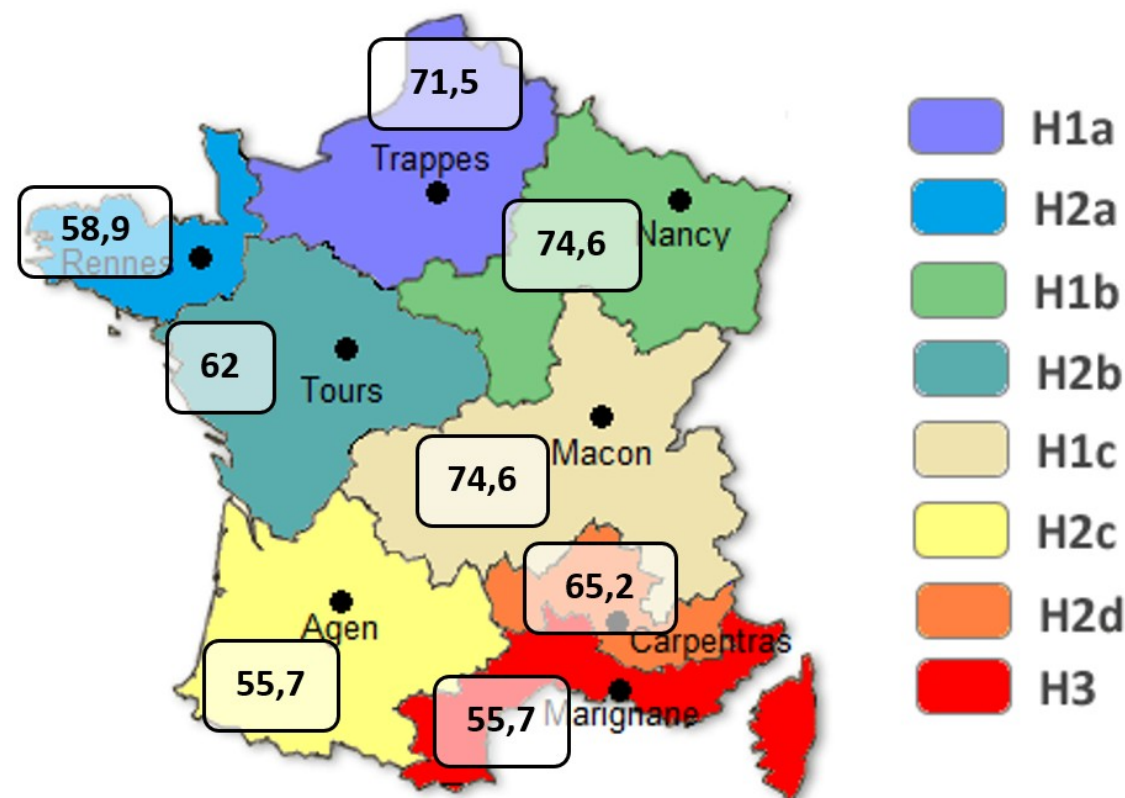 71,5
Trappes
58,9
Rennes
74,6
Nancy
62
Tours
Macon
74,6
65,2
Agen
Carpentras
55,7
55,7
Marignane
H1a
H2a
H1b
H2b
H1c
H2c
H2d
H3